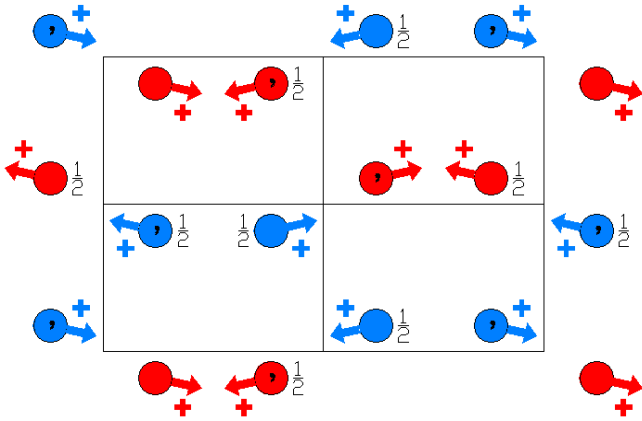 , + + 1/2 , +
+ + , 1/2 +
+ 1/2 , + + 1/2
+ , 1/2 1/2 + + , 1/2
, + + 1/2 , +
+ + , 1/2 +